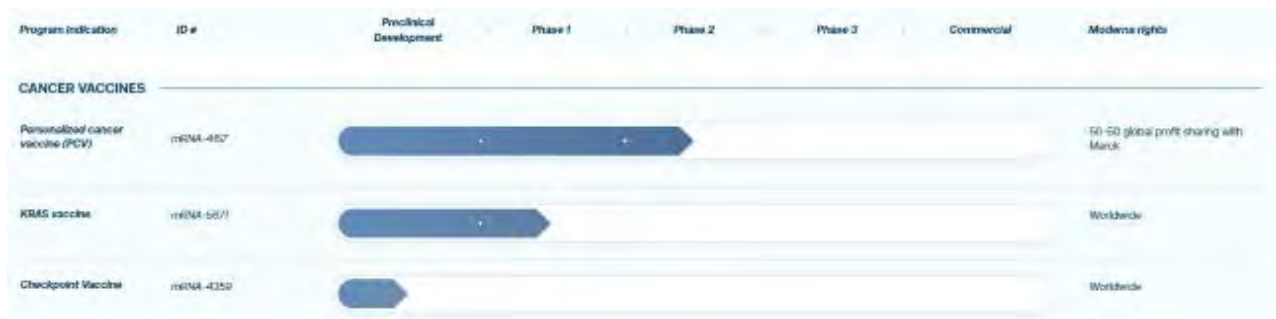 Program Indication ID # Preclinical Development Phase 1 Phase 2 Phase 3 Commercial Moderna rights
CANCER VACCINES
Personalized cancer vaccine (PCV) mRNA-4157 50-50 global profit sharing with Merck
KRAS vaccine mRNA-5671 Worldwide
Checkpoint Vaccine mRNA-4359 Worldwide